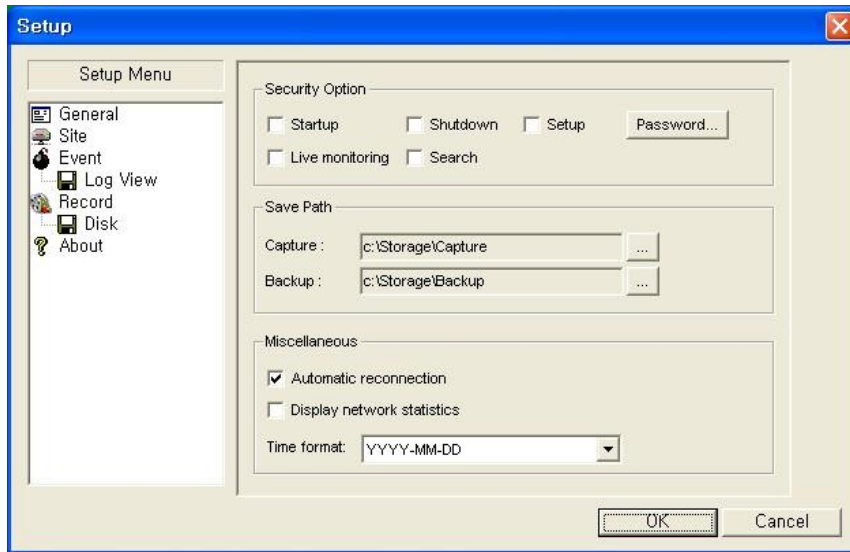 Setup
Setup Menu
General
Site
Event
Log View
Record
Disk
About
Security Option
Startup
Shutdown
Setup
Password...
Live monitoring
Search
Save Path
Capture :
c:\Storage\Capture
...
Backup :
c:\Storage\Backup
...
Miscellaneous
Automatic reconnection
Display network statistics
Time format:
YYYY-MM-DD
OK
Cancel